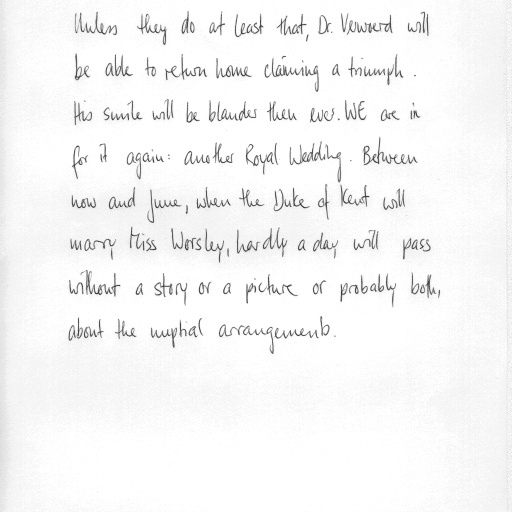 Unless they do at least that, Dr. Verwoerd will
be able to return home claiming a triumph.
His smile will be blander then ever. WE are in
for it again: another Royal Wedding. Between
now and June, when the Duke of Kent will
marry Miss Worsley, hardly a day will pass
without a story or a picture or probably both,
about the nuptial arrangements.